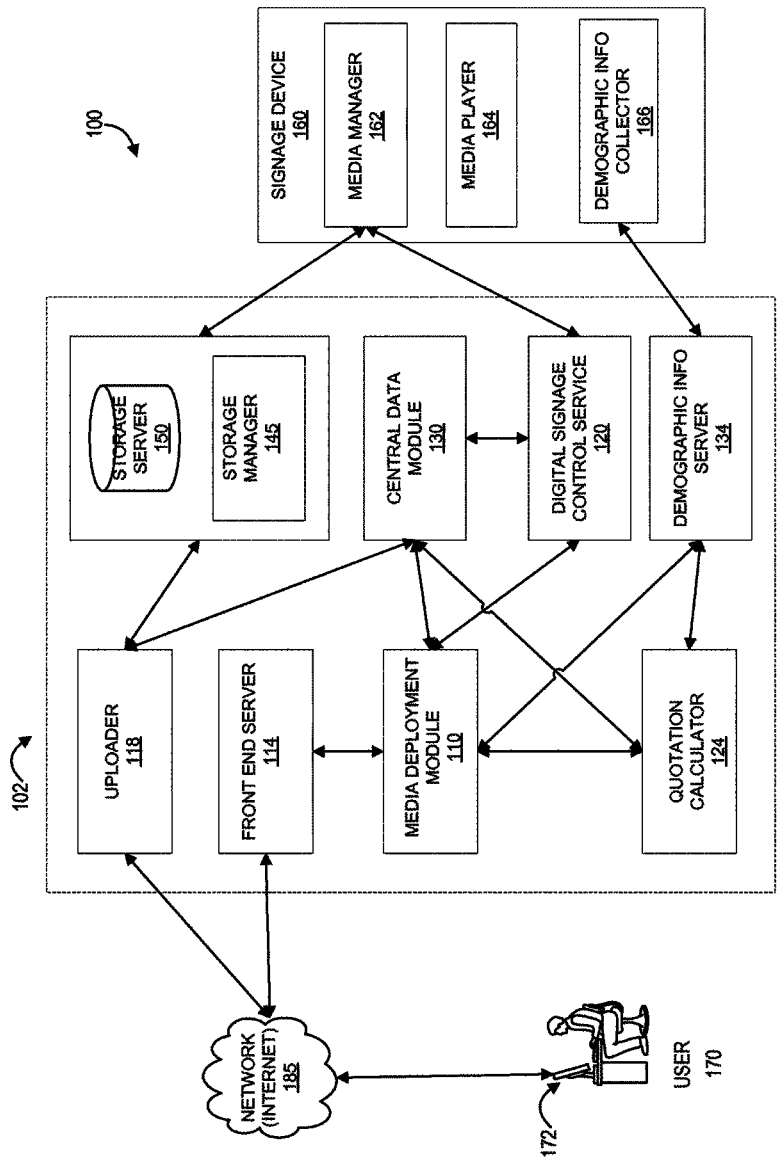 100
102
NETWORK
(INTERNET)
185
172
USER
170
UPLOADER
118
FRONT END SERVER
114
MEDIA DEPLOYMENT
MODULE
110
QUOTATION
CALCULATOR
124
STORAGE
SERVER
150
STORAGE
MANAGER
145
CENTRAL DATA
MODULE
130
DIGITAL SIGNAGE
CONTROL SERVICE
120
DEMOGRAPHIC INFO
SERVER
134
SIGNAGE DEVICE
160
MEDIA MANAGER
162
MEDIA PLAYER
164
DEMOGRAPHIC INFO
COLLECTOR
166